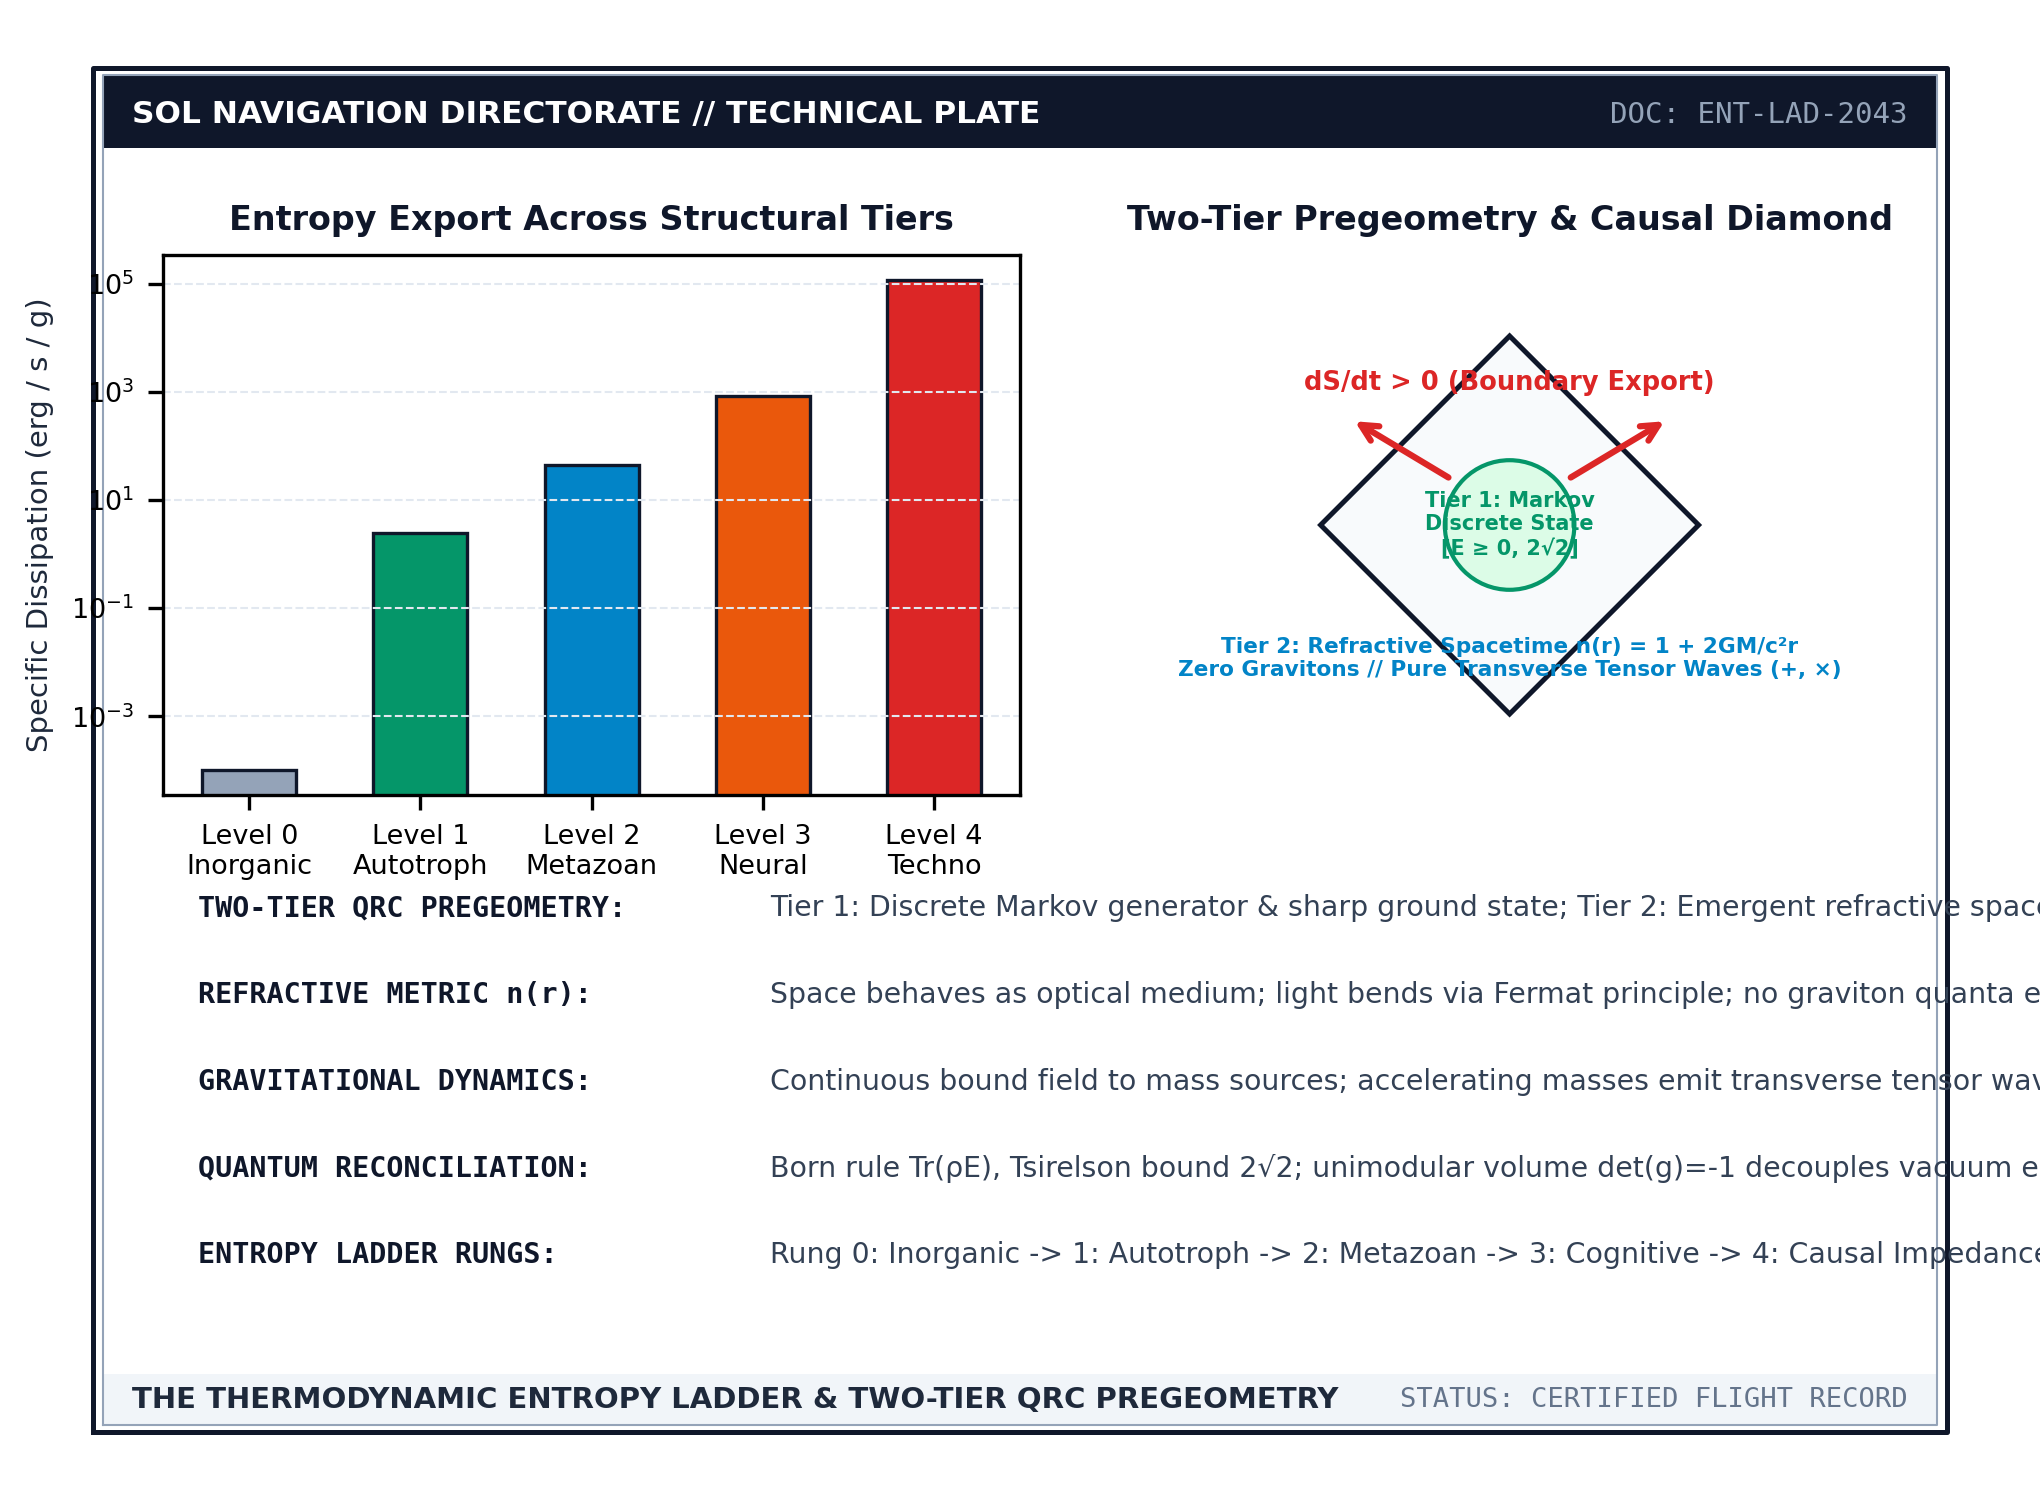 SOL NAVIGATION DIRECTORATE // TECHNICAL PLATE
DOC: ENT-LAD-2043
Entropy Export Across Structural Tiers
Specific Dissipation (erg / s / g)
10⁵
10³
10¹
10⁻¹
10⁻³
Level 0
Inorganic
Level 1
Autotroph
Level 2
Metazoan
Level 3
Neural
Level 4
Techno
Two-Tier Pregeometry & Causal Diamond
dS/dt > 0 (Boundary Export)
Tier 1: Markov
Discrete State
[E ≥ 0, 2√2]
Tier 2: Refractive Spacetime n(r) = 1 + 2GM/c²r
Zero Gravitons // Pure Transverse Tensor Waves (+, ×)
TWO-TIER QRC PREGEOMETRY:
Tier 1: Discrete Markov generator & sharp ground state; Tier 2: Emergent refractive
REFRACTIVE METRIC n(r):
Space behaves as optical medium; light bends via Fermat principle; no graviton quanta
GRAVITATIONAL DYNAMICS:
Continuous bound field to mass sources; accelerating masses emit transverse tensor
QUANTUM RECONCILIATION:
Born rule Tr(ρE), Tsirelson bound 2√2; unimodular volume det(g)=-1 decouples vacuum
ENTROPY LADDER RUNGS:
Rung 0: Inorganic -> 1: Autotroph -> 2: Metazoan -> 3: Cognitive -> 4: Causal Impedance
THE THERMODYNAMIC ENTROPY LADDER & TWO-TIER QRC PREGEOMETRY
STATUS: CERTIFIED FLIGHT RECORD